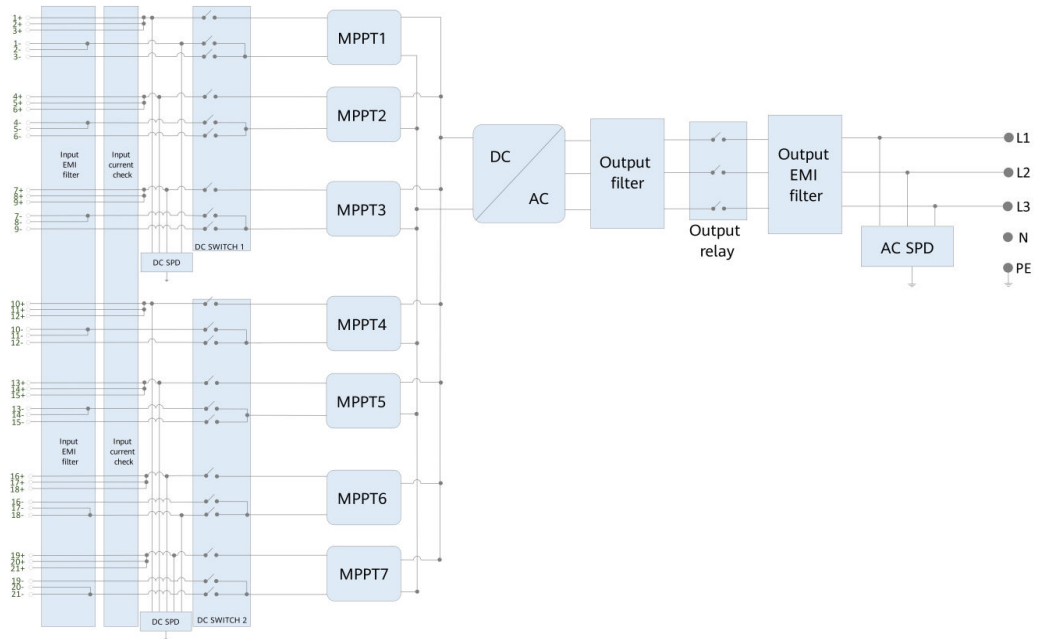 1+
2+
3+
1-
2-
3-
MPPT1
4+
5+
6+
4-
5-
6-
MPPT2
Input
EMI
filter
Input
current
check
7+
8+
9+
7-
8-
9-
MPPT3
DC SWITCH 1
DC SPD
DC
AC
Output
filter
Output
relay
Output
EMI
filter
L1
L2
L3
N
PE
AC SPD
10+
11+
12+
10-
11-
12-
MPPT4
13+
14+
15+
13-
14-
15-
MPPT5
Input
EMI
filter
Input
current
check
16+
17+
18+
16-
17-
18-
MPPT6
19+
20+
21+
19-
20-
21-
MPPT7
DC SPD
DC SWITCH 2